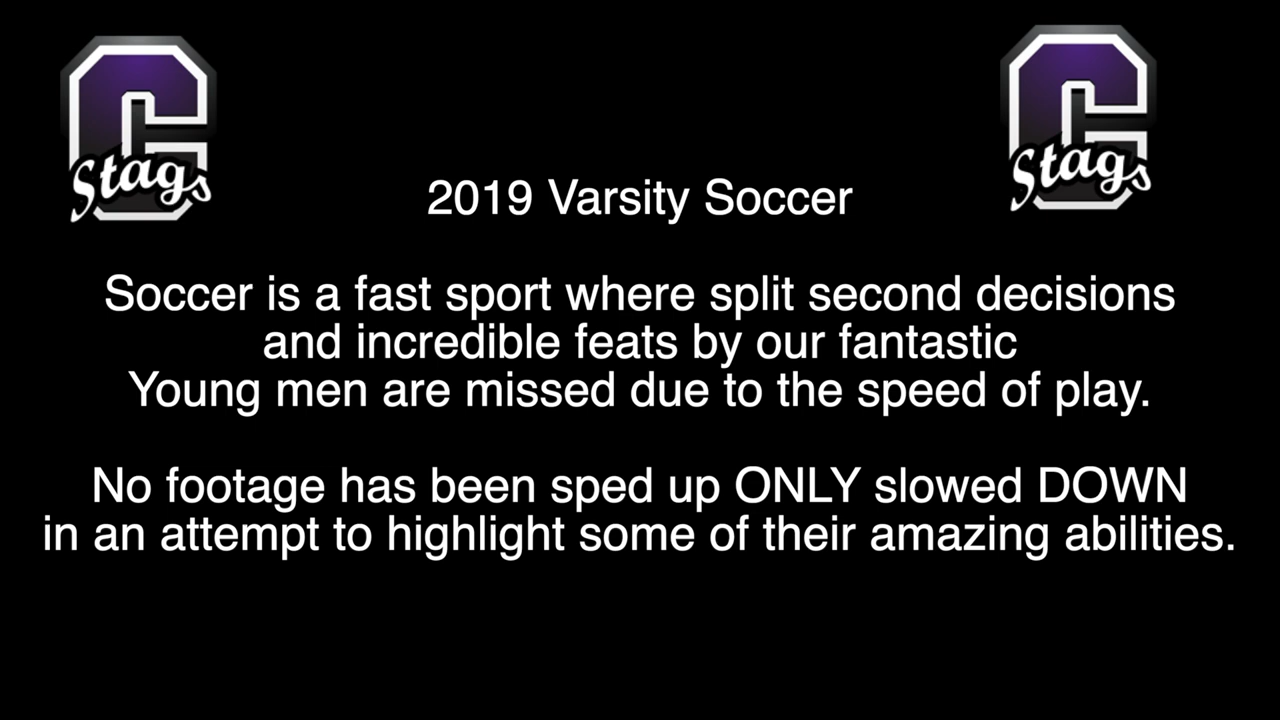 C Stags
C Stags
2019 Varsity Soccer
Soccer is a fast sport where split second decisions
and incredible feats by our fantastic
Young men are missed due to the speed of play.
No footage has been sped up ONLY slowed DOWN
in an attempt to highlight some of their amazing abilities.